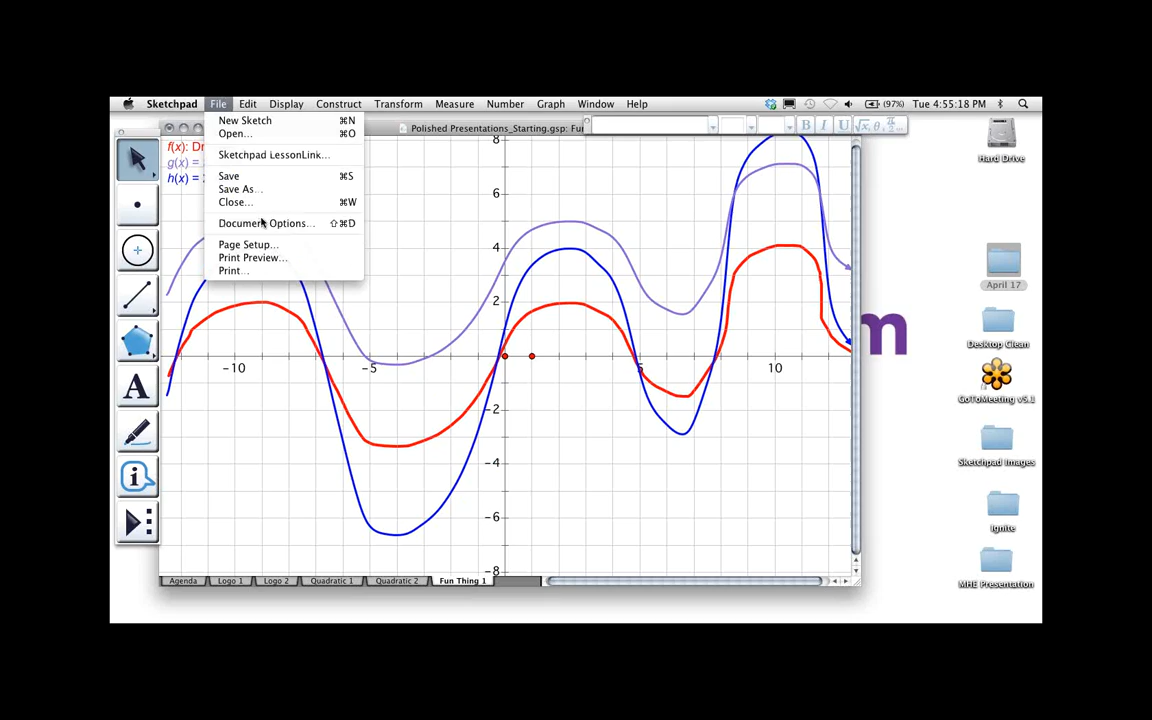 Sketchpad File Edit Display Construct Transform Measure Number Graph Window Help (97%) Tue 4:55:18 PM
New Sketch ⌘N
Open... ⌘O
Sketchpad LessonLink...
Save ⌘S
Save As...
Close... ⌘W
Document Options... ⇧⌘D
Page Setup...
Print Preview...
Print...
Polished Presentations_Starting.gsp: Fun
B I U
f(x): Dr
g(x) =
h(x) =
8
6
4
2
-2
-4
-6
-8
-10 -5 5 10
A
i
m
Hard Drive
April 17
Desktop Clean
GoToMeeting v5.1
Sketchpad Images
Ignite
MHE Presentation
Agenda Logo 1 Logo 2 Quadratic 1 Quadratic 2 Fun Thing 1